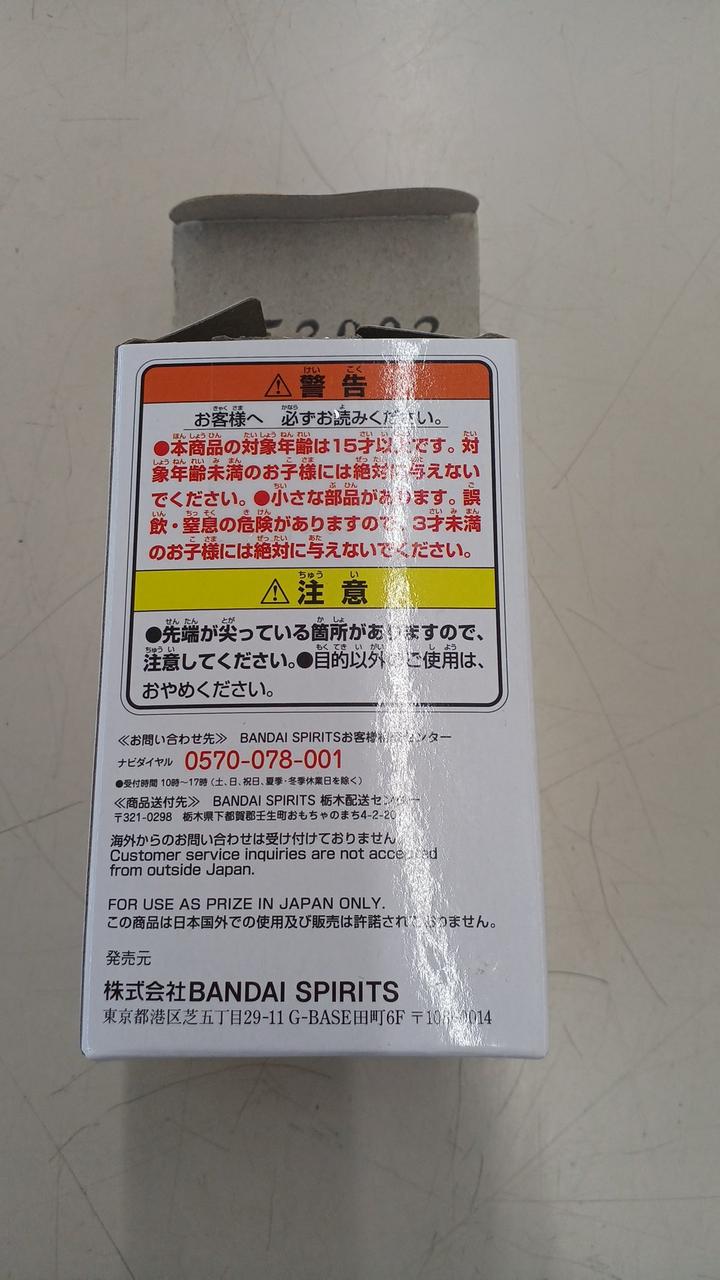 警告
お客様へ 必ずお読みください。
●本商品の対象年齢は15才以上です。対
象年齢未満のお子様には絶対に与えない
でください。●小さな部品があります。誤
飲・窒息の危険がありますので、3才未満
のお子様には絶対に与えないでください。
注意
●先端が尖っている箇所がありますので、
注意してください。●目的以外のご使用は、
おやめください。
≪お問い合わせ先≫ BANDAI SPIRITSお客様相談センター
ナビダイヤル 0570-078-001
●受付時間 10時〜17時(土、日、祝日、夏季・冬季休業日を除く)
≪商品送付先≫ BANDAI SPIRITS 栃木配送センター
〒321-0298 栃木県下都賀郡壬生町おもちゃのまち4-2-20
海外からのお問い合わせは受け付けておりません。
Customer service inquiries are not accepted
from outside Japan.
FOR USE AS PRIZE IN JAPAN ONLY.
この商品は日本国外での使用及び販売は許諾されておりません。
発売元
株式会社BANDAI SPIRITS
東京都港区芝五丁目29-11 G-BASE田町6F 〒108-0014